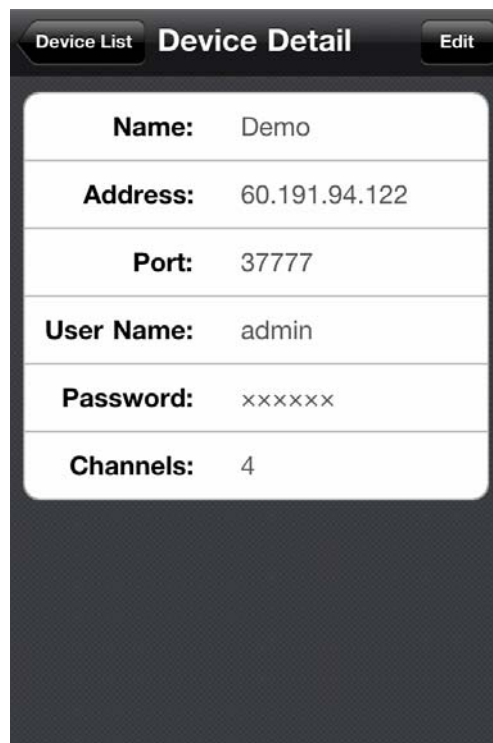 Device List Device Detail Edit
Name: Demo
Address: 60.191.94.122
Port: 37777
User Name: admin
Password: ××××××
Channels: 4